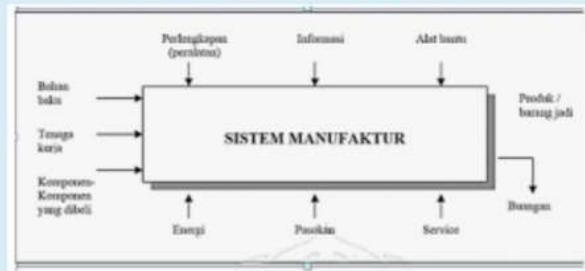 Perlengkapan
(peralatan)
Informasi
Alat bantu
Bahan
baku
Tenaga
kerja
Komponen-
Komponen
yang dibeli
SISTEM MANUFAKTUR
Produk /
barang jadi
Buangan
Energi
Pasokan
Service